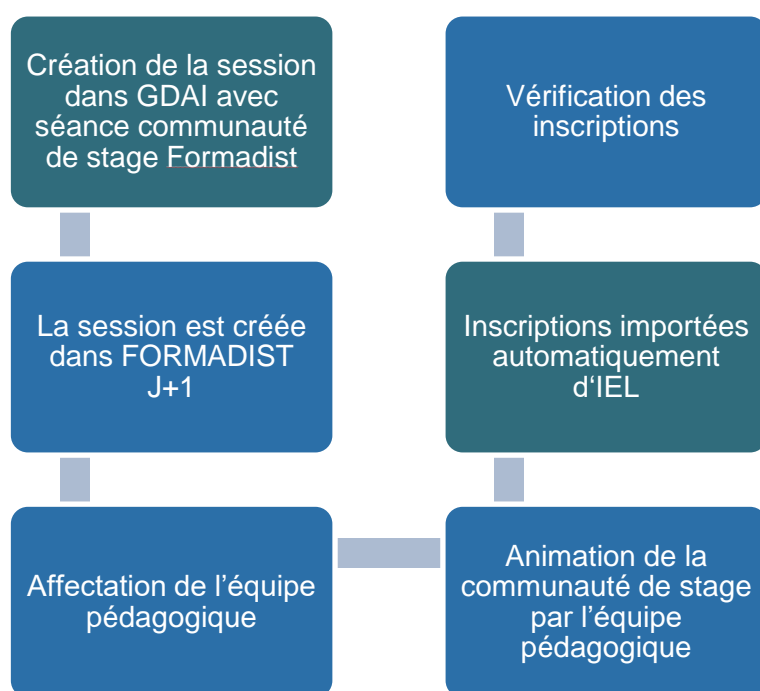 Création de la session
dans GDAI avec
séance communauté
de stage Formadist
La session est créée
dans FORMADIST
J+1
Affectation de l’équipe
pédagogique
Animation de la
communauté de stage
par l’équipe
pédagogique
Inscriptions importées
automatiquement
d‘IEL
Vérification des
inscriptions